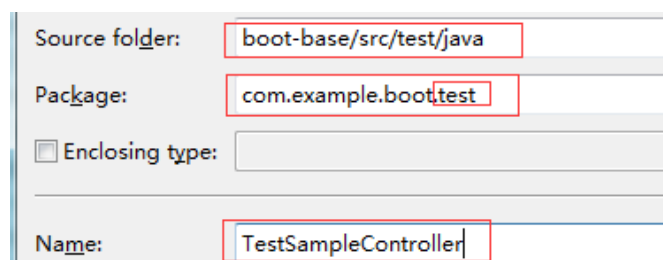 Source folder: boot-base/src/test/java
Package: com.example.boot.test
Enclosing type:
Name: TestSampleController